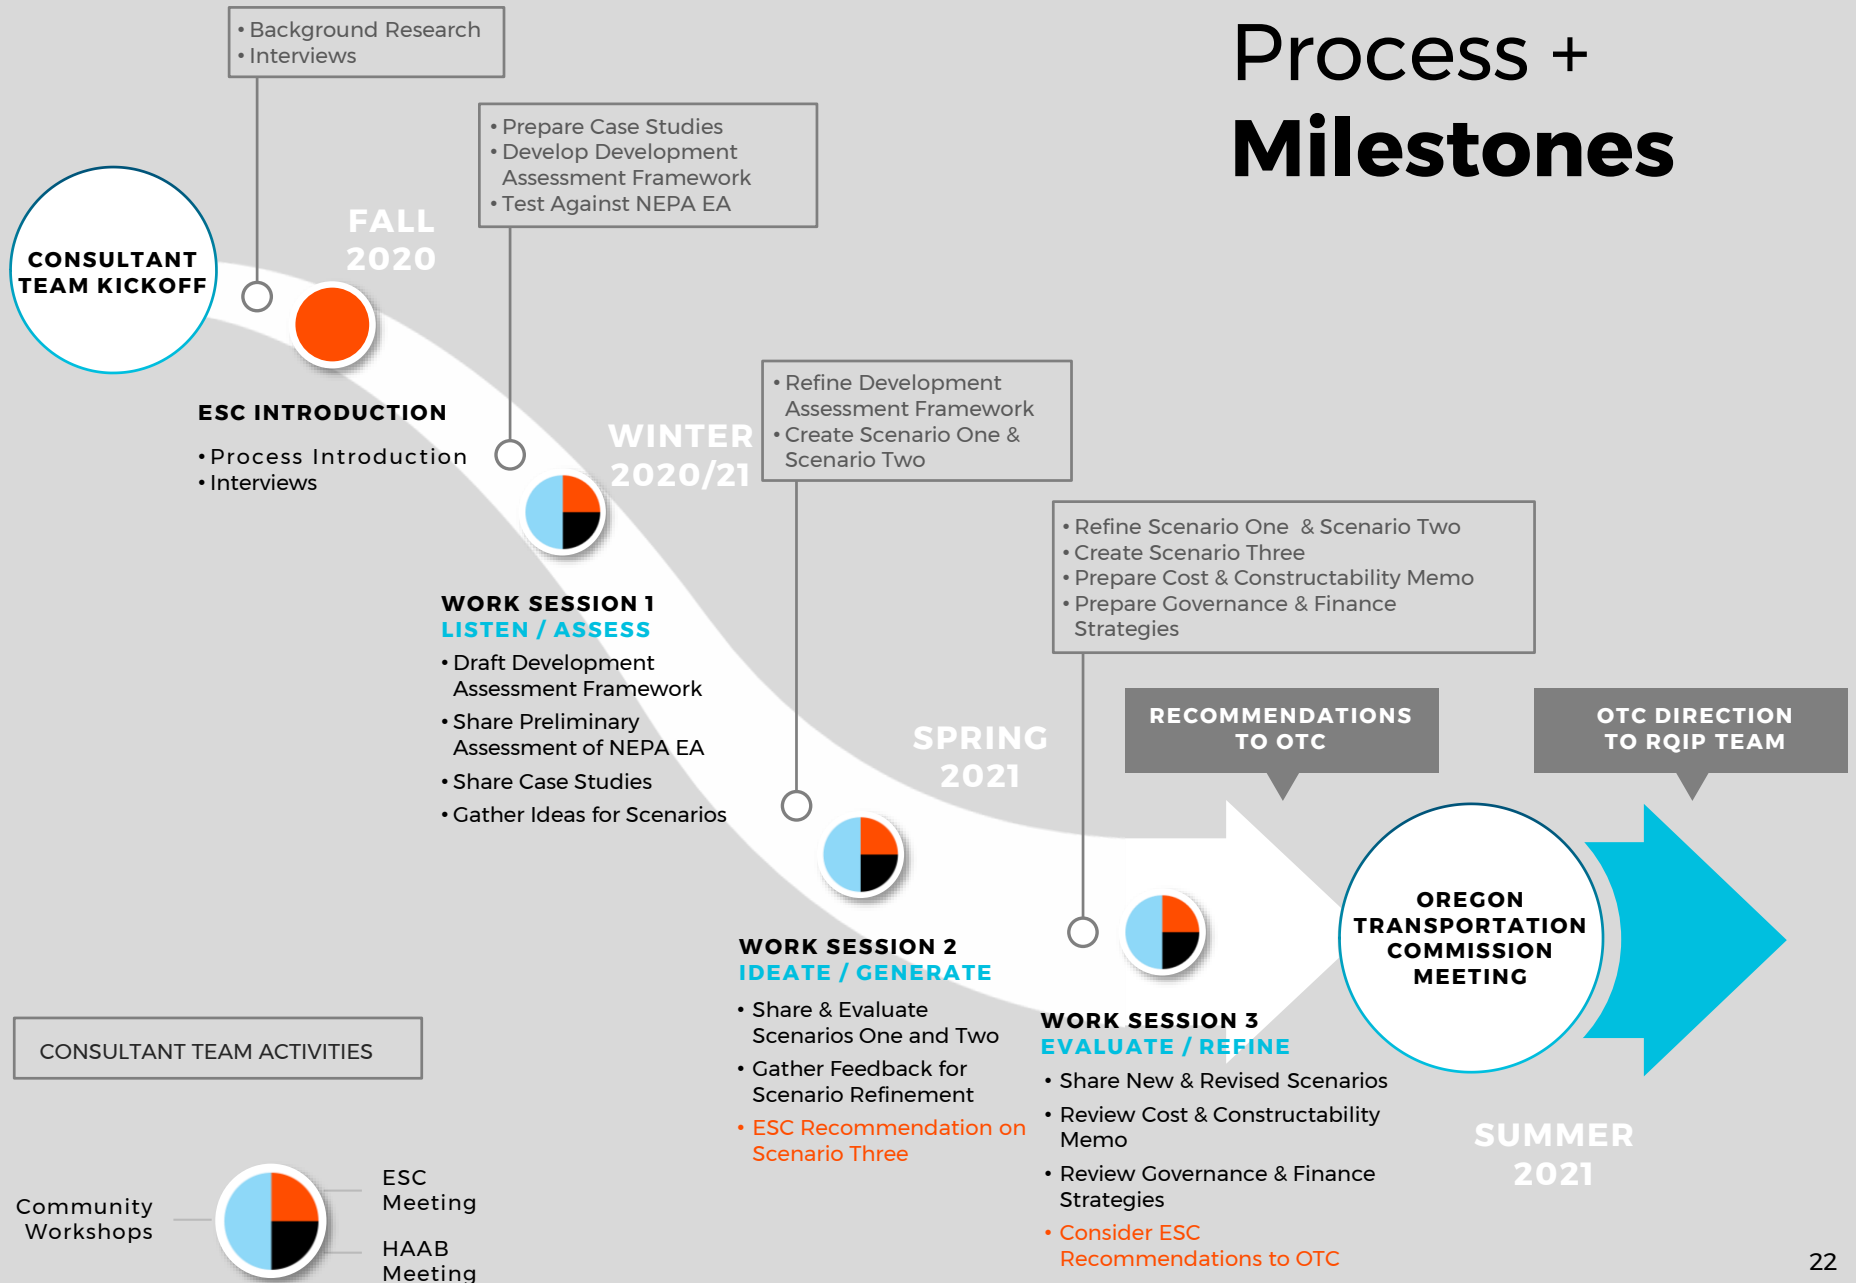 Process +
Milestones
• Background Research
• Interviews
• Prepare Case Studies
• Develop Development
Assessment Framework
• Test Against NEPA EA
CONSULTANT
TEAM KICKOFF
FALL
2020
ESC INTRODUCTION
• Process Introduction
• Interviews
WINTER
2020/21
• Refine Development
Assessment Framework
• Create Scenario One &
Scenario Two
WORK SESSION 1
LISTEN / ASSESS
• Draft Development
Assessment Framework
• Share Preliminary
Assessment of NEPA EA
• Share Case Studies
• Gather Ideas for Scenarios
• Refine Scenario One & Scenario Two
• Create Scenario Three
• Prepare Cost & Constructability Memo
• Prepare Governance & Finance
Strategies
SPRING
2021
RECOMMENDATIONS
TO OTC
OTC DIRECTION
TO RQIP TEAM
WORK SESSION 2
IDEATE / GENERATE
• Share & Evaluate
Scenarios One and Two
• Gather Feedback for
Scenario Refinement
• ESC Recommendation on
Scenario Three
WORK SESSION 3
EVALUATE / REFINE
• Share New & Revised Scenarios
• Review Cost & Constructability
Memo
• Review Governance & Finance
Strategies
• Consider ESC
Recommendations to OTC
OREGON
TRANSPORTATION
COMMISSION
MEETING
SUMMER
2021
CONSULTANT TEAM ACTIVITIES
Community
Workshops
ESC
Meeting
HAAB
Meeting
22